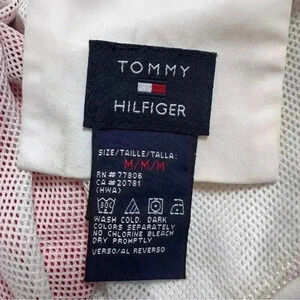 TOMMY
HILFIGER
SIZE/TAILLE/TALLA:
M/M/M
RN#77806
CA#20781
(HWA)
WASH COLD. DARK
COLORS SEPARATELY
NO CHLORINE BLEACH
DRY PROMPTLY
VERSO/AL REVERSO